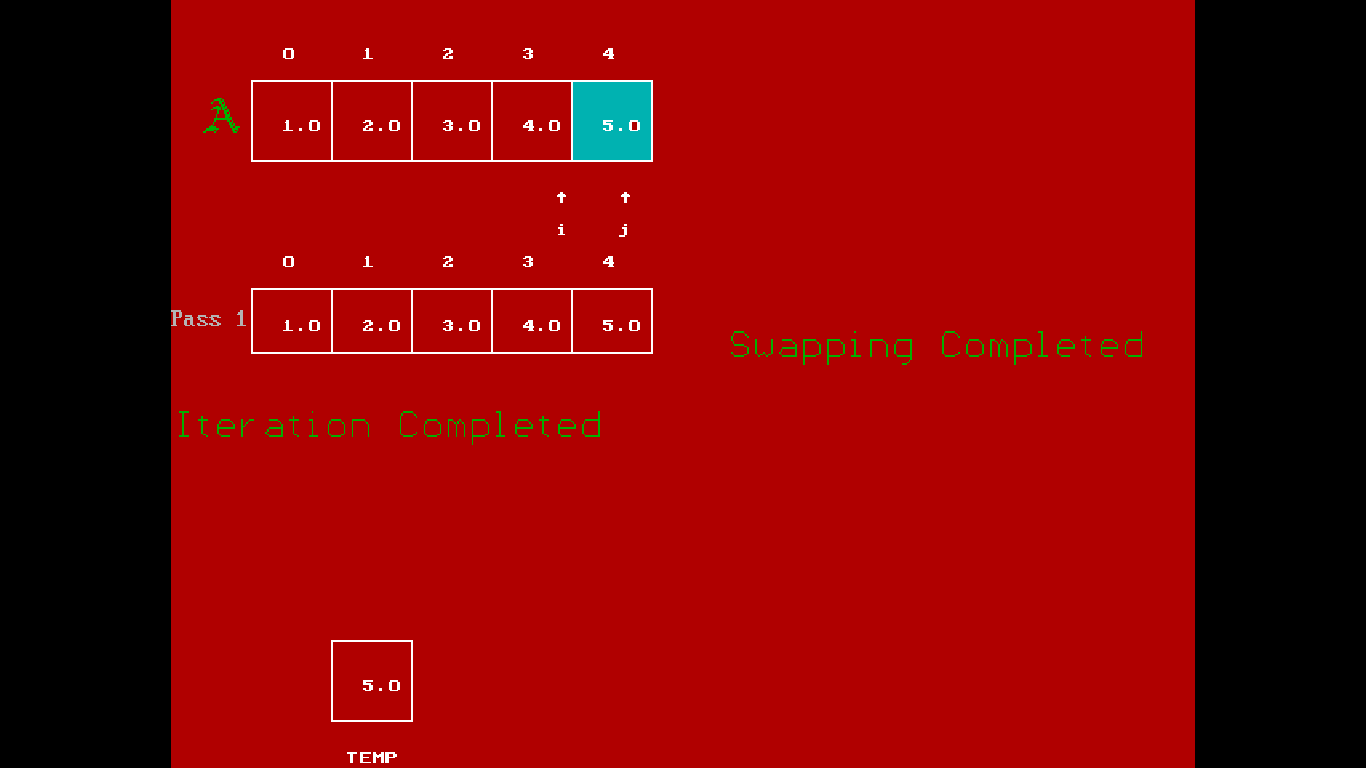 0 1 2 3 4
A 1.0 2.0 3.0 4.0 5.0
↑ ↑
i j
0 1 2 3 4
Pass 1 1.0 2.0 3.0 4.0 5.0
Swapping Completed
Iteration Completed
5.0
TEMP